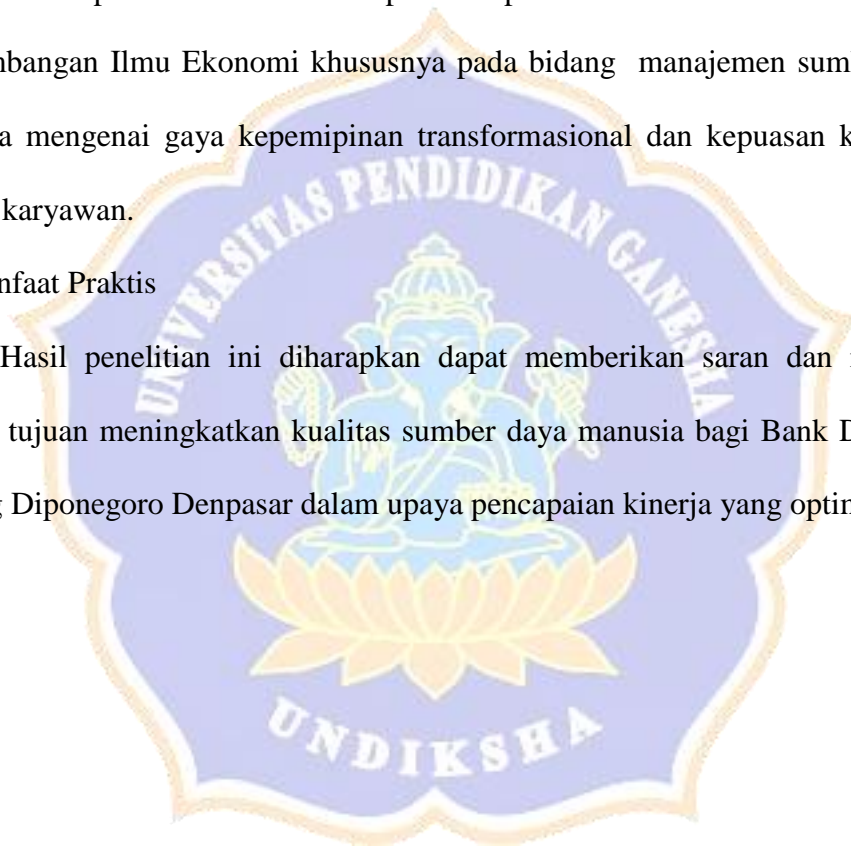 mbangan Ilmu Ekonomi khususnya pada bidang manajemen sum
a mengenai gaya kepemipinan transformasional dan kepuasan k
karyawan.
nfaat Praktis
Hasil penelitian ini diharapkan dapat memberikan saran dan
tujuan meningkatkan kualitas sumber daya manusia bagi Bank D
g Diponegoro Denpasar dalam upaya pencapaian kinerja yang optim
UNIVERSITAS PENDIDIKAN GANESHA
UNDIKSHA